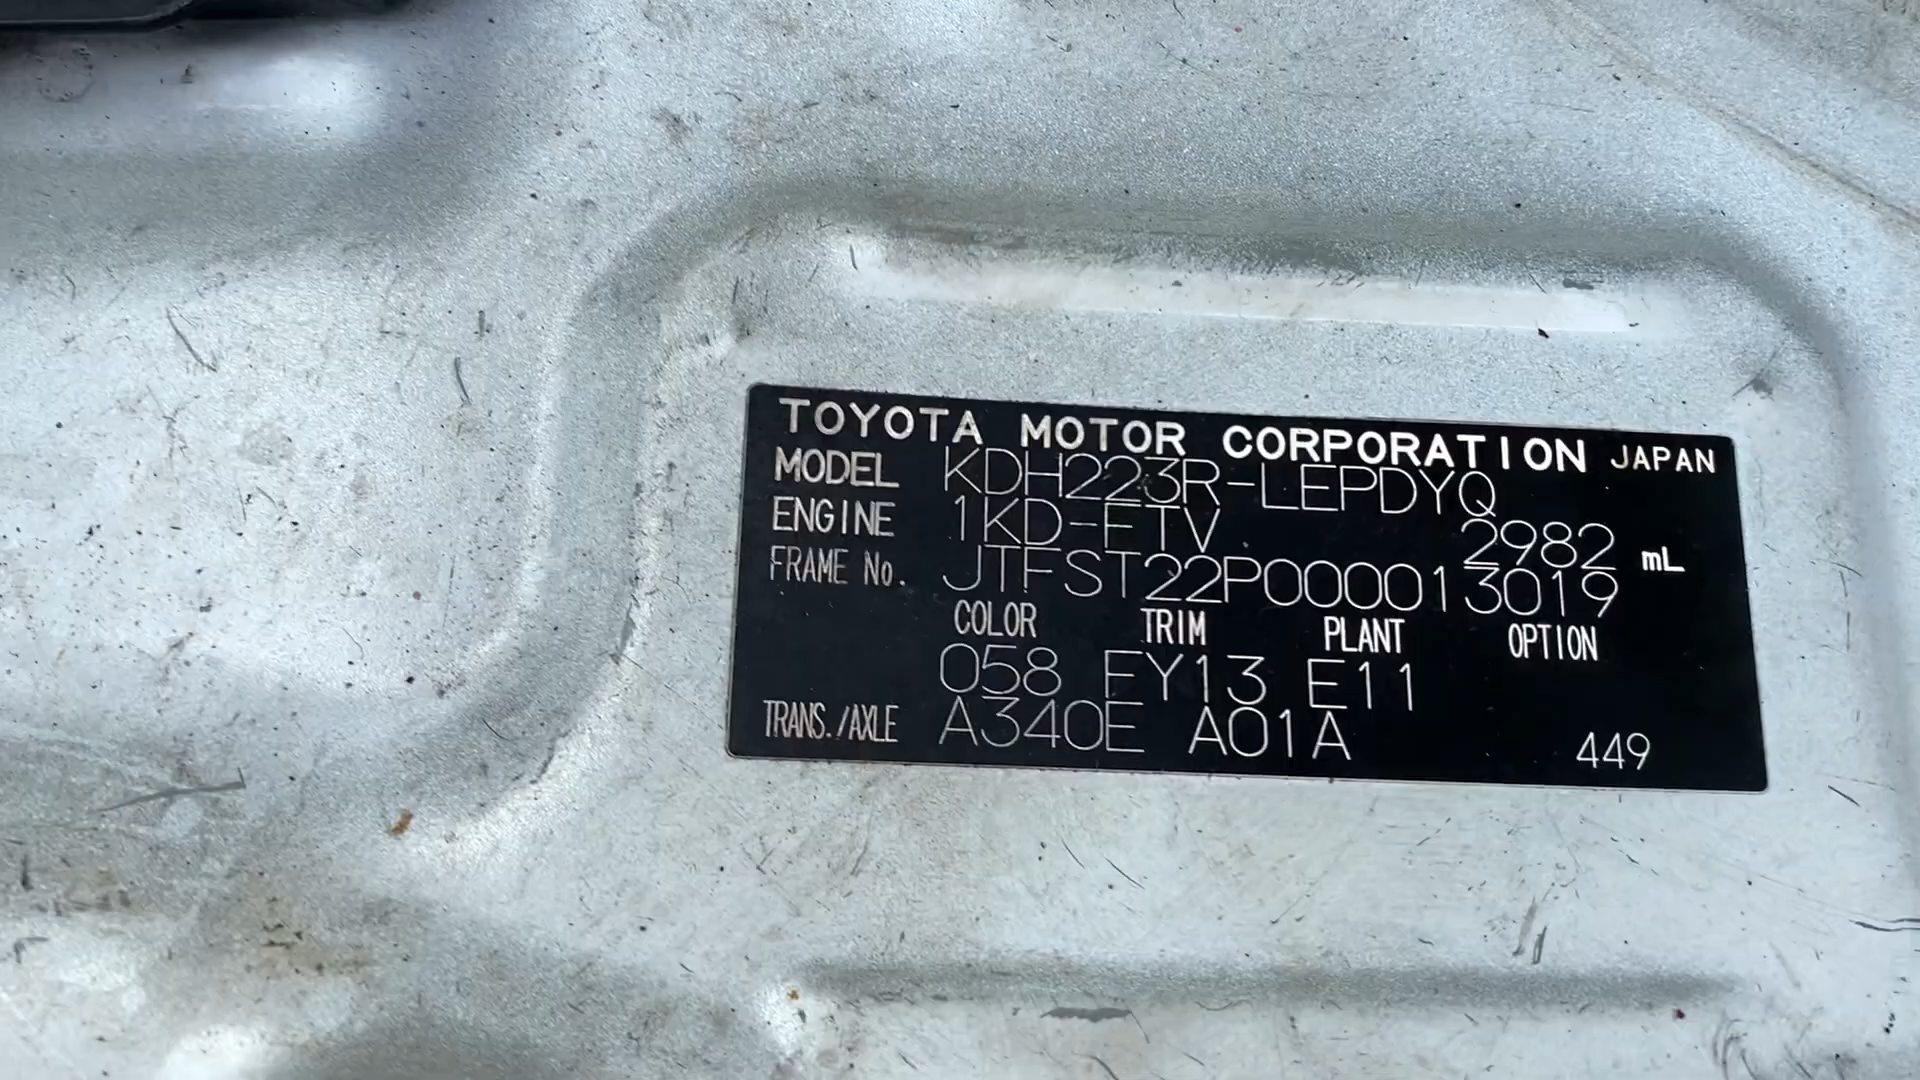 TOYOTA MOTOR CORPORATION JAPAN
MODEL KDH223R-LEPDYQ
ENGINE 1KD-FTV 2982 mL
FRAME No. JTFST22P000013019
COLOR TRIM PLANT OPTION
058 FY13 E11
TRANS./AXLE A340E A01A 449